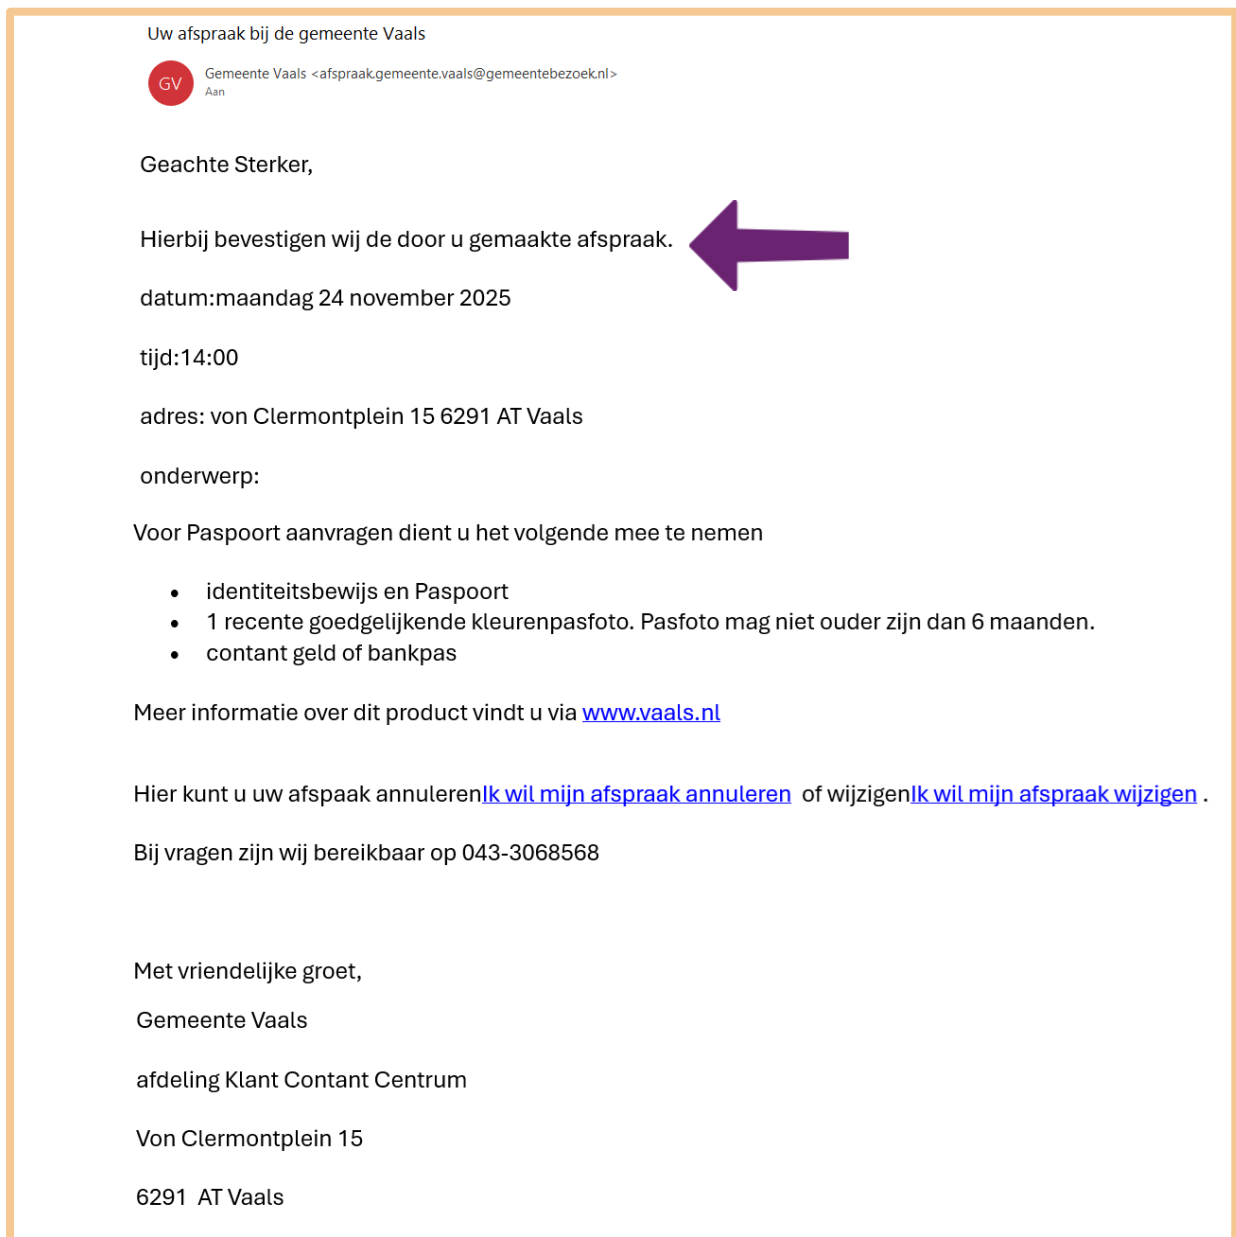 Uw afspraak bij de gemeente Vaals
GV
Gemeente Vaals <afspraak.gemeente.vaals@gemeentebezoek.nl>
Aan
Geachte Sterker,
Hierbij bevestigen wij de door u gemaakte afspraak.
datum:maandag 24 november 2025
tijd:14:00
adres: von Clermontplein 15 6291 AT Vaals
onderwerp:
Voor Paspoort aanvragen dient u het volgende mee te nemen
• identiteitsbewijs en Paspoort
• 1 recente goedgelijkende kleurenpasfoto. Pasfoto mag niet ouder zijn dan 6 maanden.
• contant geld of bankpas
Meer informatie over dit product vindt u via www.vaals.nl
Hier kunt u uw afspaak annulerenIk wil mijn afspraak annuleren of wijzigenIk wil mijn afspraak wijzigen .
Bij vragen zijn wij bereikbaar op 043-3068568
Met vriendelijke groet,
Gemeente Vaals
afdeling Klant Contant Centrum
Von Clermontplein 15
6291 AT Vaals